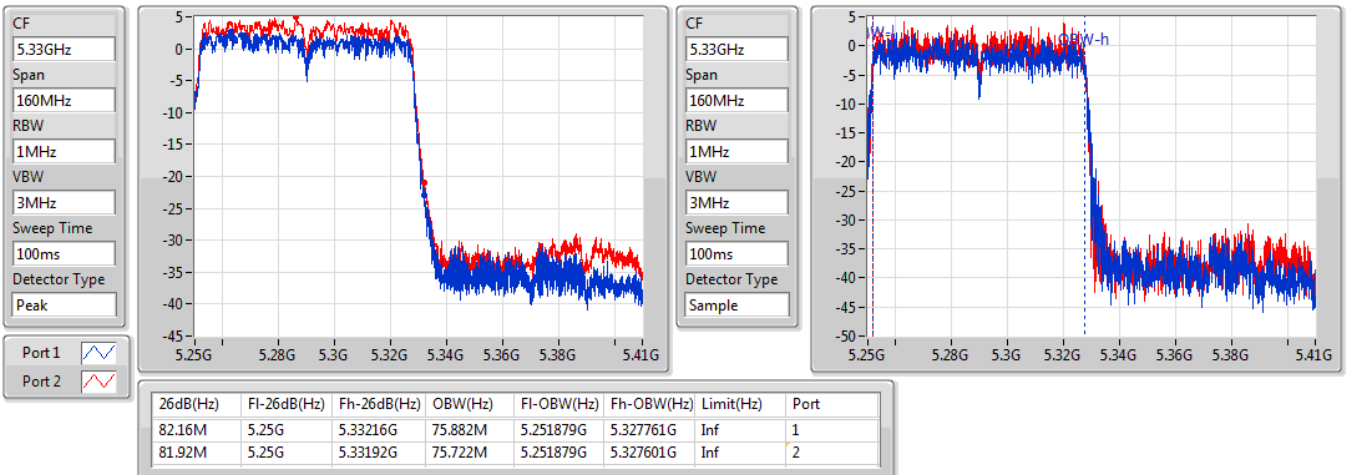 CF
5.33GHz
Span
160MHz
RBW
1MHz
VBW
3MHz
Sweep Time
100ms
Detector Type
Peak
Port 1
Port 2
5
0
-5
-10
-15
-20
-25
-30
-35
-40
-45
5.25G 5.28G 5.3G 5.32G 5.34G 5.36G 5.38G 5.41G
CF
5.33GHz
Span
160MHz
RBW
1MHz
VBW
3MHz
Sweep Time
100ms
Detector Type
Sample
5
0
-5
-10
-15
-20
-25
-30
-35
-40
-45
-50
OBW-h
5.25G 5.28G 5.3G 5.32G 5.34G 5.36G 5.38G 5.41G
26dB(Hz) Fl-26dB(Hz) Fh-26dB(Hz) OBW(Hz) Fl-OBW(Hz) Fh-OBW(Hz) Limit(Hz) Port
82.16M 5.25G 5.33216G 75.882M 5.251879G 5.327761G Inf 1
81.92M 5.25G 5.33192G 75.722M 5.251879G 5.327601G Inf 2